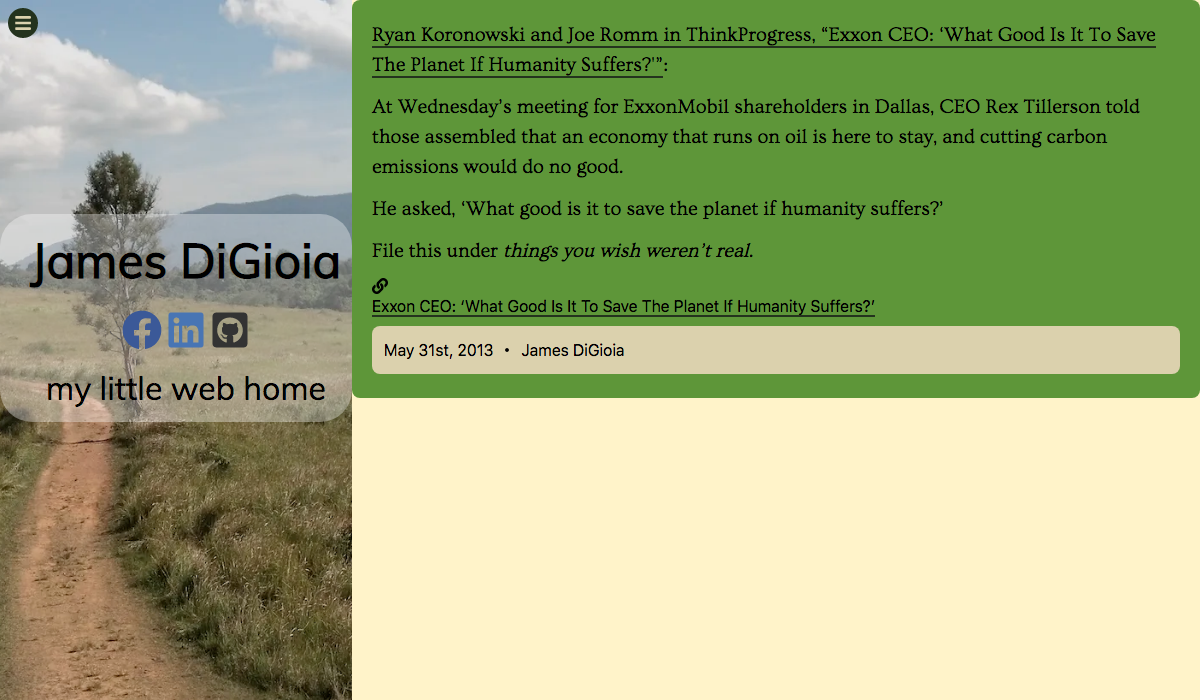 James DiGioia
my little web home
Ryan Koronowski and Joe Romm in ThinkProgress, “Exxon CEO: ‘What Good Is It To Save
The Planet If Humanity Suffers?'”:
At Wednesday’s meeting for ExxonMobil shareholders in Dallas, CEO Rex Tillerson told
those assembled that an economy that runs on oil is here to stay, and cutting carbon
emissions would do no good.
He asked, ‘What good is it to save the planet if humanity suffers?’
File this under things you wish weren’t real.
Exxon CEO: ‘What Good Is It To Save The Planet If Humanity Suffers?’
May 31st, 2013 • James DiGioia